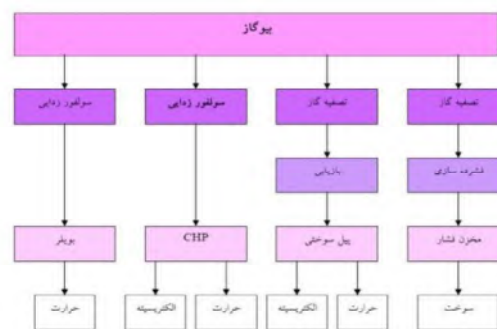 بیوگاز
تصفیه گاز
تصفیه گاز
سولفور زدایی
سولفور زدایی
فشرده سازی
بازیابی
مخزن فشار
پیل سوختی
CHP
بویلر
سوخت
حرارت
الکتریسیته
حرارت
الکتریسیته
حرارت